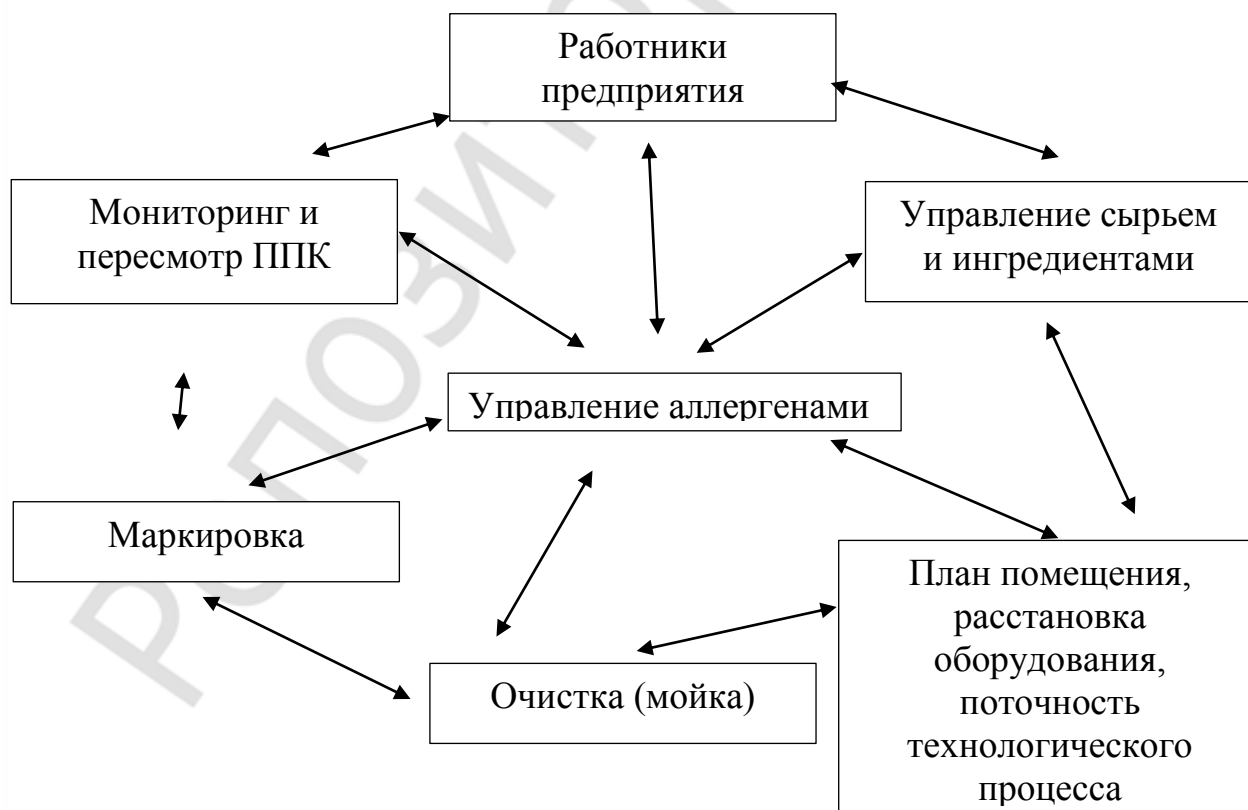 Работники
предприятия
Мониторинг и
пересмотр ППК
Управление сырьем
и ингредиентами
Управление аллергенами
Маркировка
План помещения,
расстановка
оборудования,
поточность
технологического
процесса
Очистка (мойка)